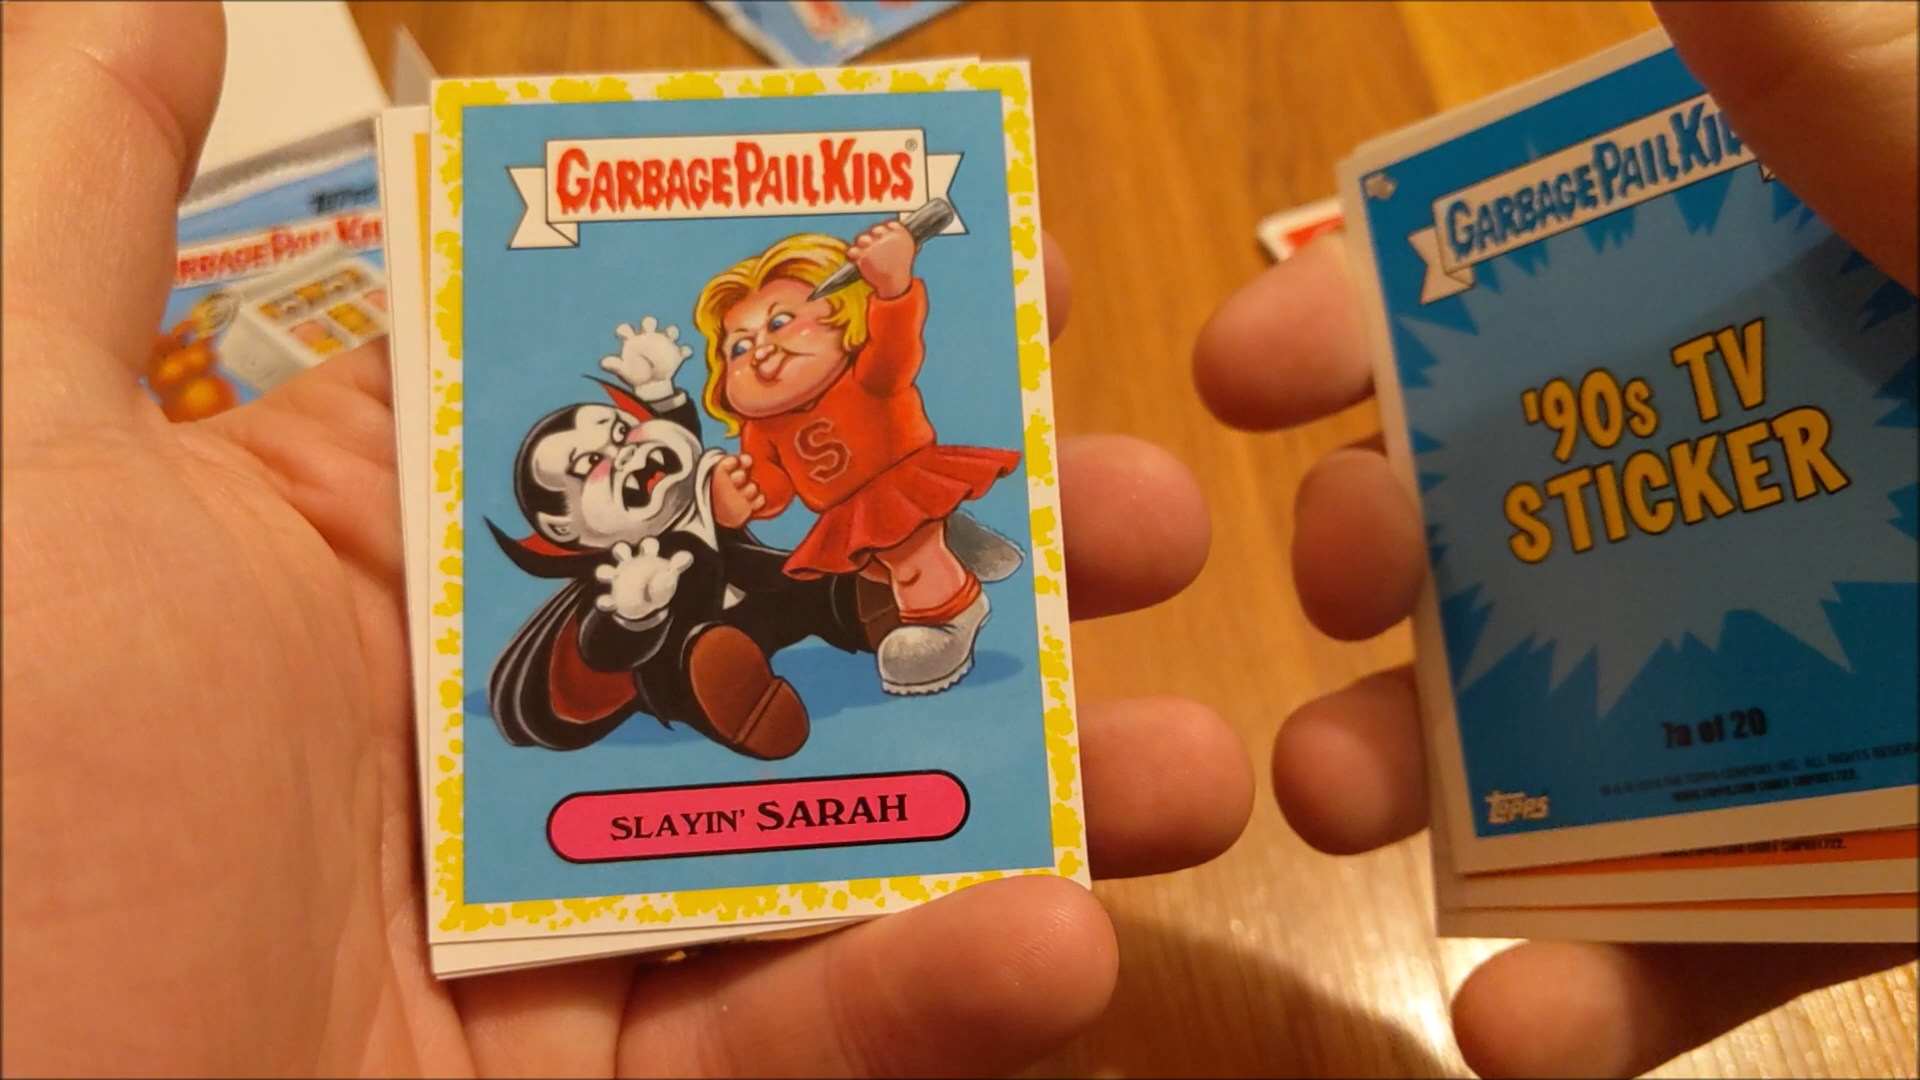 GARBAGE PAIL KIDS®
S
SLAYIN' SARAH
GARBAGE PAIL KI
'90s TV
STICKER
7a of 20
TOPPS